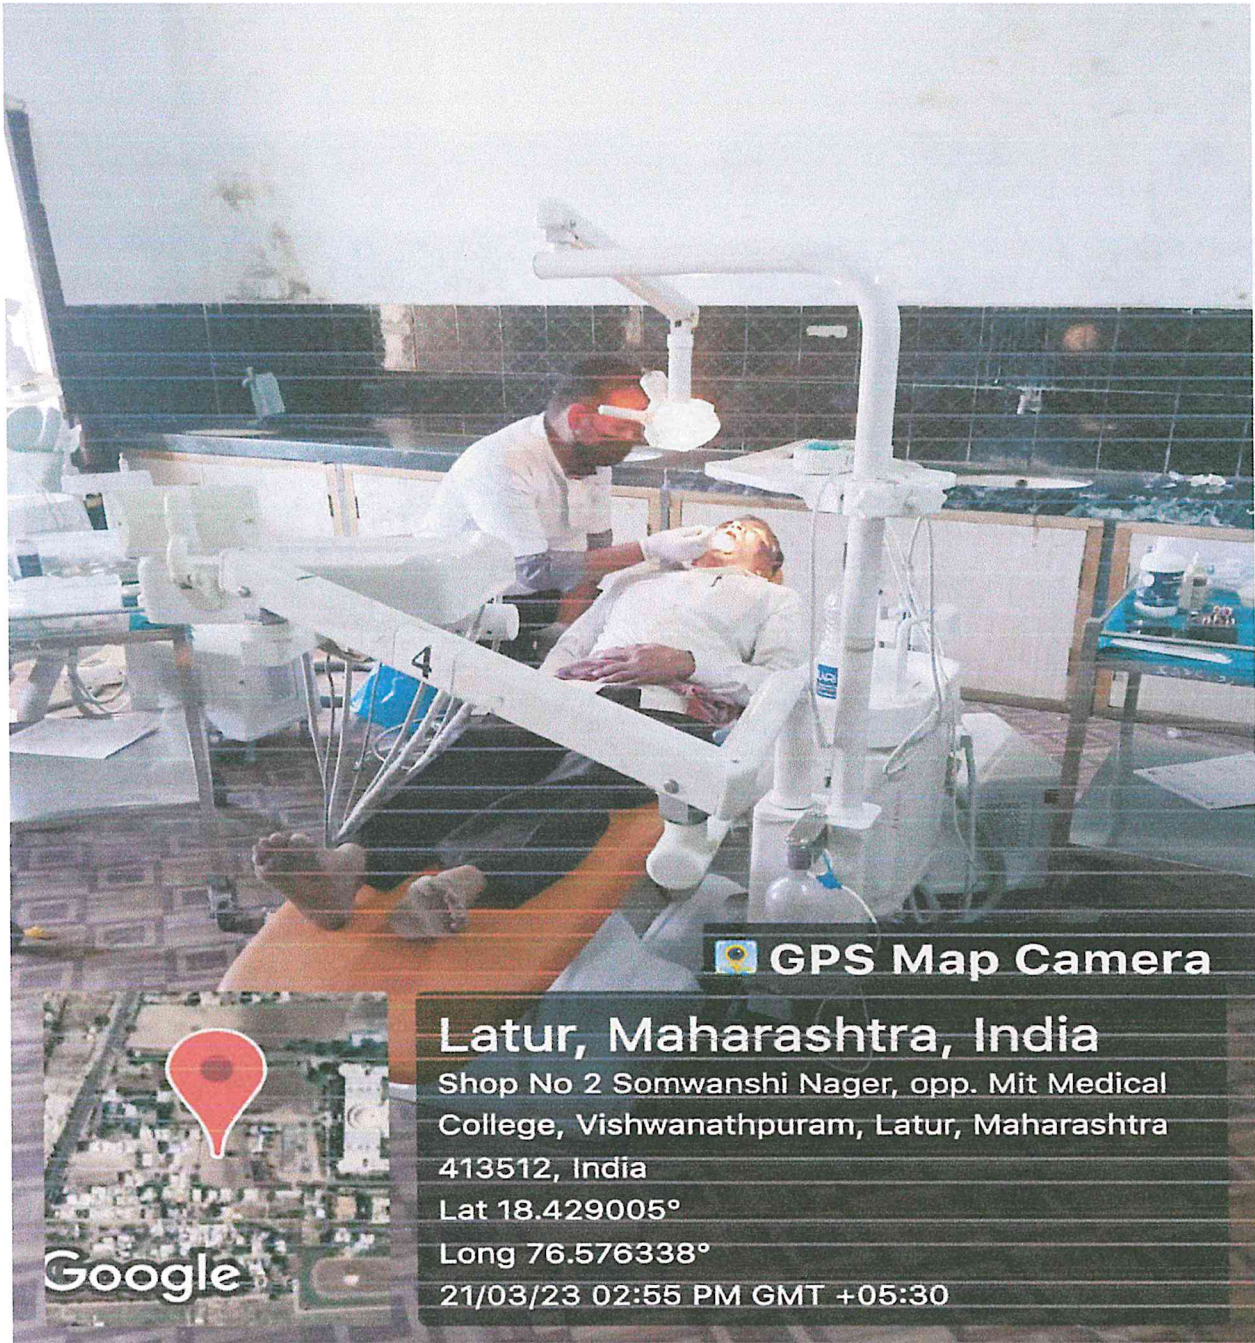 4
GPS Map Camera
Latur, Maharashtra, India
Shop No 2 Somwanshi Nager, opp. Mit Medical
College, Vishwanathpuram, Latur, Maharashtra
413512, India
Lat 18.429005°
Long 76.576338°
21/03/23 02:55 PM GMT +05:30
Google